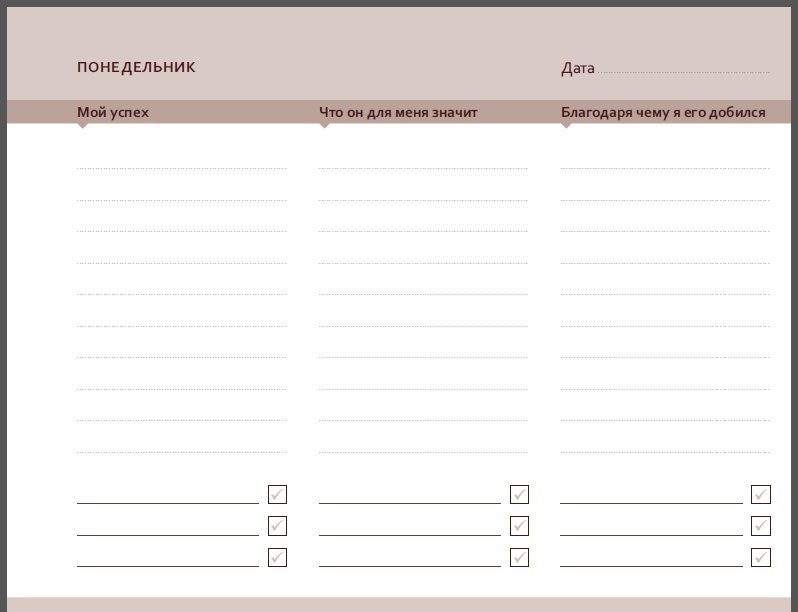 ПОНЕДЕЛЬНИК
Дата
Мой успех
Что он для меня значит
Благодаря чему я его добился